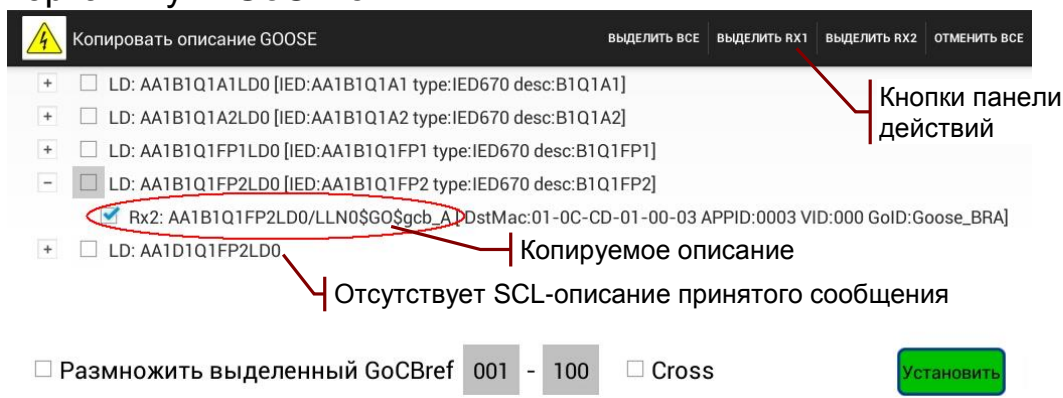 Копировать описание GOOSE ВЫДЕЛИТЬ ВСЕ ВЫДЕЛИТЬ RX1 ВЫДЕЛИТЬ RX2 ОТМЕНИТЬ ВСЕ
+ LD: AA1B1Q1A1LD0 [IED:AA1B1Q1A1 type:IED670 desc:B1Q1A1]
Кнопки панели
+ LD: AA1B1Q1A2LD0 [IED:AA1B1Q1A2 type:IED670 desc:B1Q1A2]
действий
+ LD: AA1B1Q1FP1LD0 [IED:AA1B1Q1FP1 type:IED670 desc:B1Q1FP1]
- LD: AA1B1Q1FP2LD0 [IED:AA1B1Q1FP2 type:IED670 desc:B1Q1FP2]
Rx2: AA1B1Q1FP2LD0/LLN0$GO$gcb_A [ DstMac:01-0C-CD-01-00-03 APPID:0003 VID:000 GoID:Goose_BRA]
+ LD: AA1D1Q1FP2LD0
Копируемое описание
Отсутствует SCL-описание принятого сообщения
Размножить выделенный GoCBref 001 - 100 Cross Установить